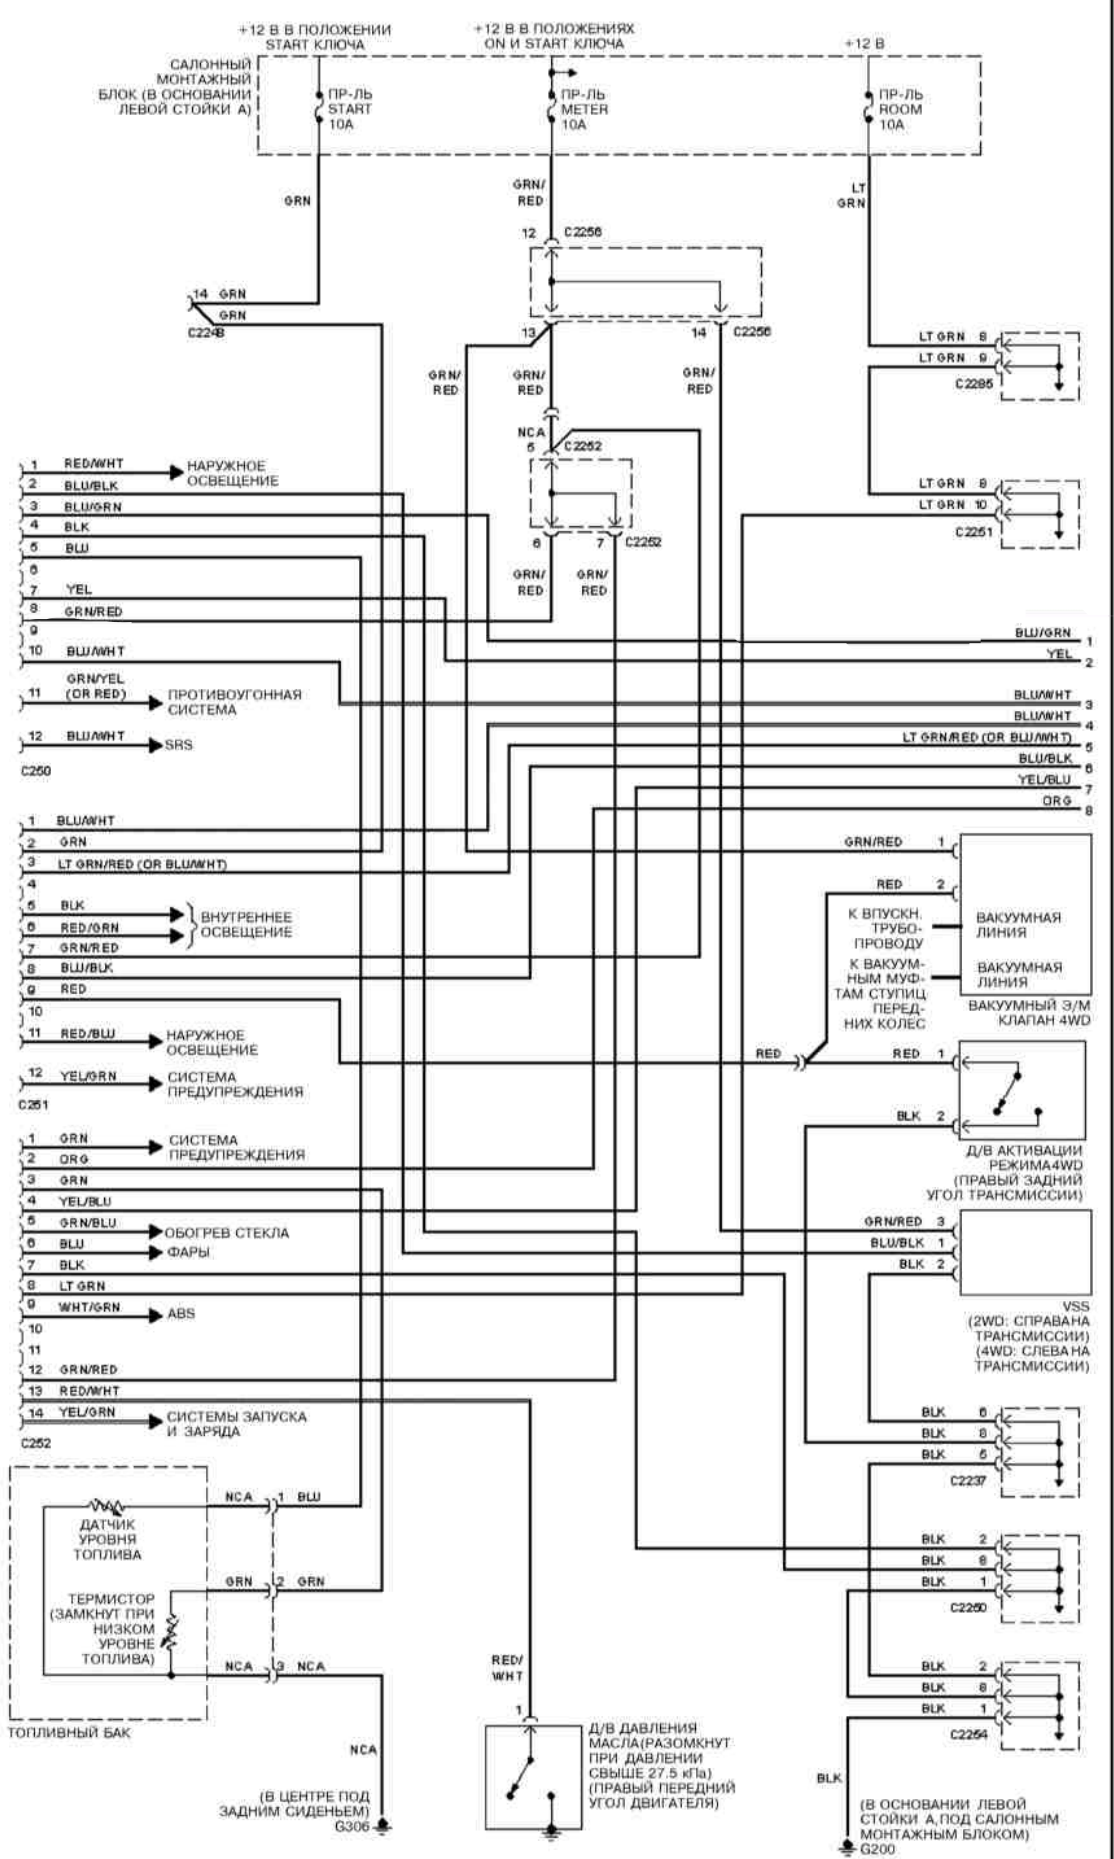 +12 В В ПОЛОЖЕНИИ
START КЛЮЧА
+12 В В ПОЛОЖЕНИЯХ
ON И START КЛЮЧА
+12 В
САЛОННЫЙ
МОНТАЖНЫЙ
БЛОК (В ОСНОВАНИИ
ЛЕВОЙ СТОЙКИ А)
ПР-ЛЬ
START
10А
ПР-ЛЬ
METER
10А
ПР-ЛЬ
ROOM
10А
GRN
GRN/
RED
LT
GRN
12 C2256
14 GRN
GRN
C2248
13
14 C2256
GRN/
RED
GRN/
RED
GRN/
RED
LT GRN 8
LT GRN 9
C2285
NCA
5 C2252
6 7 C2252
GRN/
RED
GRN/
RED
LT GRN 9
LT GRN 10
C2251
1 RED/WHT
НАРУЖНОЕ
ОСВЕЩЕНИЕ
2 BLU/BLK
3 BLU/GRN
4 BLK
5 BLU
6
7 YEL
8 GRN/RED
9
10 BLU/WHT
11 GRN/YEL
(OR RED)
ПРОТИВОУГОННАЯ
СИСТЕМА
12 BLU/WHT
SRS
C250
BLU/GRN 1
YEL 2
BLU/WHT 3
BLU/WHT 4
LT GRN/RED (OR BLU/WHT) 5
BLU/BLK 6
YEL/BLU 7
ORG 8
1 BLU/WHT
2 GRN
3 LT GRN/RED (OR BLU/WHT)
4
5 BLK
6 RED/GRN
ВНУТРЕННЕЕ
ОСВЕЩЕНИЕ
7 GRN/RED
8 BLU/BLK
9 RED
10
11 RED/BLU
НАРУЖНОЕ
ОСВЕЩЕНИЕ
12 YEL/GRN
СИСТЕМА
ПРЕДУПРЕЖДЕНИЯ
C251
GRN/RED 1
RED 2
К ВПУСКН.
ТРУБО-
ПРОВОДУ
ВАКУУМНАЯ
ЛИНИЯ
К ВАКУУМ-
НЫМ МУФ-
ТАМ СТУПИЦ
ПЕРЕД-
НИХ КОЛЕС
ВАКУУМНАЯ
ЛИНИЯ
ВАКУУМНЫЙ Э/М
КЛАПАН 4WD
RED
RED 1
BLK 2
Д/В АКТИВАЦИИ
РЕЖИМА4WD
(ПРАВЫЙ ЗАДНИЙ
УГОЛ ТРАНСМИССИИ)
1 GRN
СИСТЕМА
ПРЕДУПРЕЖДЕНИЯ
2 ORG
3 GRN
4 YEL/BLU
5 GRN/BLU
ОБОГРЕВ СТЕКЛА
6 BLU
ФАРЫ
7 BLK
8 LT GRN
9 WHT/GRN
ABS
10
11
12 GRN/RED
13 RED/WHT
14 YEL/GRN
СИСТЕМЫ ЗАПУСКА
И ЗАРЯДА
C252
GRN/RED 3
BLU/BLK 1
BLK 2
VSS
(2WD: СПРАВАНА
ТРАНСМИССИИ)
(4WD: СЛЕВАНА
ТРАНСМИССИИ)
BLK 6
BLK 8
BLK 5
C2237
NCA 1 BLU
ДАТЧИК
УРОВНЯ
ТОПЛИВА
GRN 2 GRN
ТЕРМИСТОР
(ЗАМКНУТ ПРИ
НИЗКОМ
УРОВНЕ
ТОПЛИВА)
NCA 3 NCA
ТОПЛИВНЫЙ БАК
BLK 2
BLK 8
BLK 1
C2250
RED/
WHT
1
NCA
(В ЦЕНТРЕ ПОД
ЗАДНИМ СИДЕНЬЕМ)
G306
Д/В ДАВЛЕНИЯ
МАСЛА(РАЗОМКНУТ
ПРИ ДАВЛЕНИИ
СВЫШЕ 27.5 кПа)
(ПРАВЫЙ ПЕРЕДНИЙ
УГОЛ ДВИГАТЕЛЯ)
BLK 2
BLK 8
BLK 1
C2254
BLK
(В ОСНОВАНИИ ЛЕВОЙ
СТОЙКИ А,ПОД САЛОННЫМ
МОНТАЖНЫМ БЛОКОМ)
G200